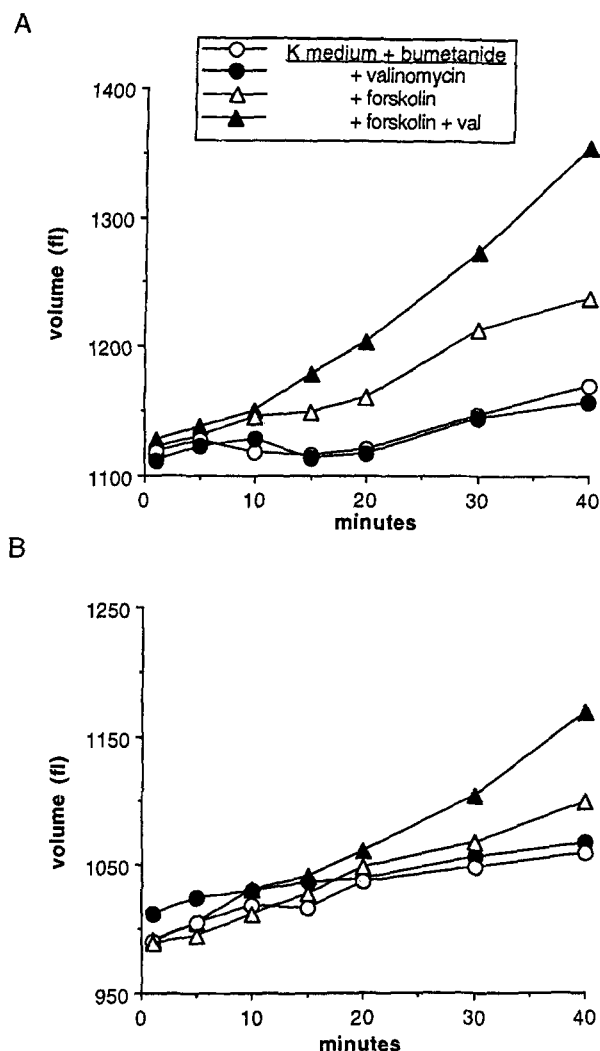 A
K medium + bumetanide
+ valinomycin
+ forskolin
+ forskolin + val
1400
1300
1200
1100
volume (fl)
0 10 20 30 40
minutes
B
1250
1150
1050
950
volume (fl)
0 10 20 30 40
minutes